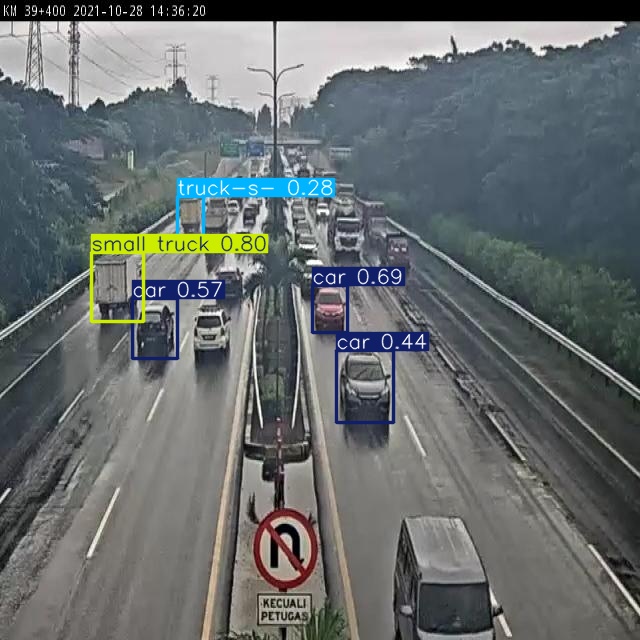 KM 39+400 2021-10-28 14:36:20
truck-s- 0.28
small truck 0.80
car 0.57
car 0.69
car 0.44
KECUALI
PETUGAS